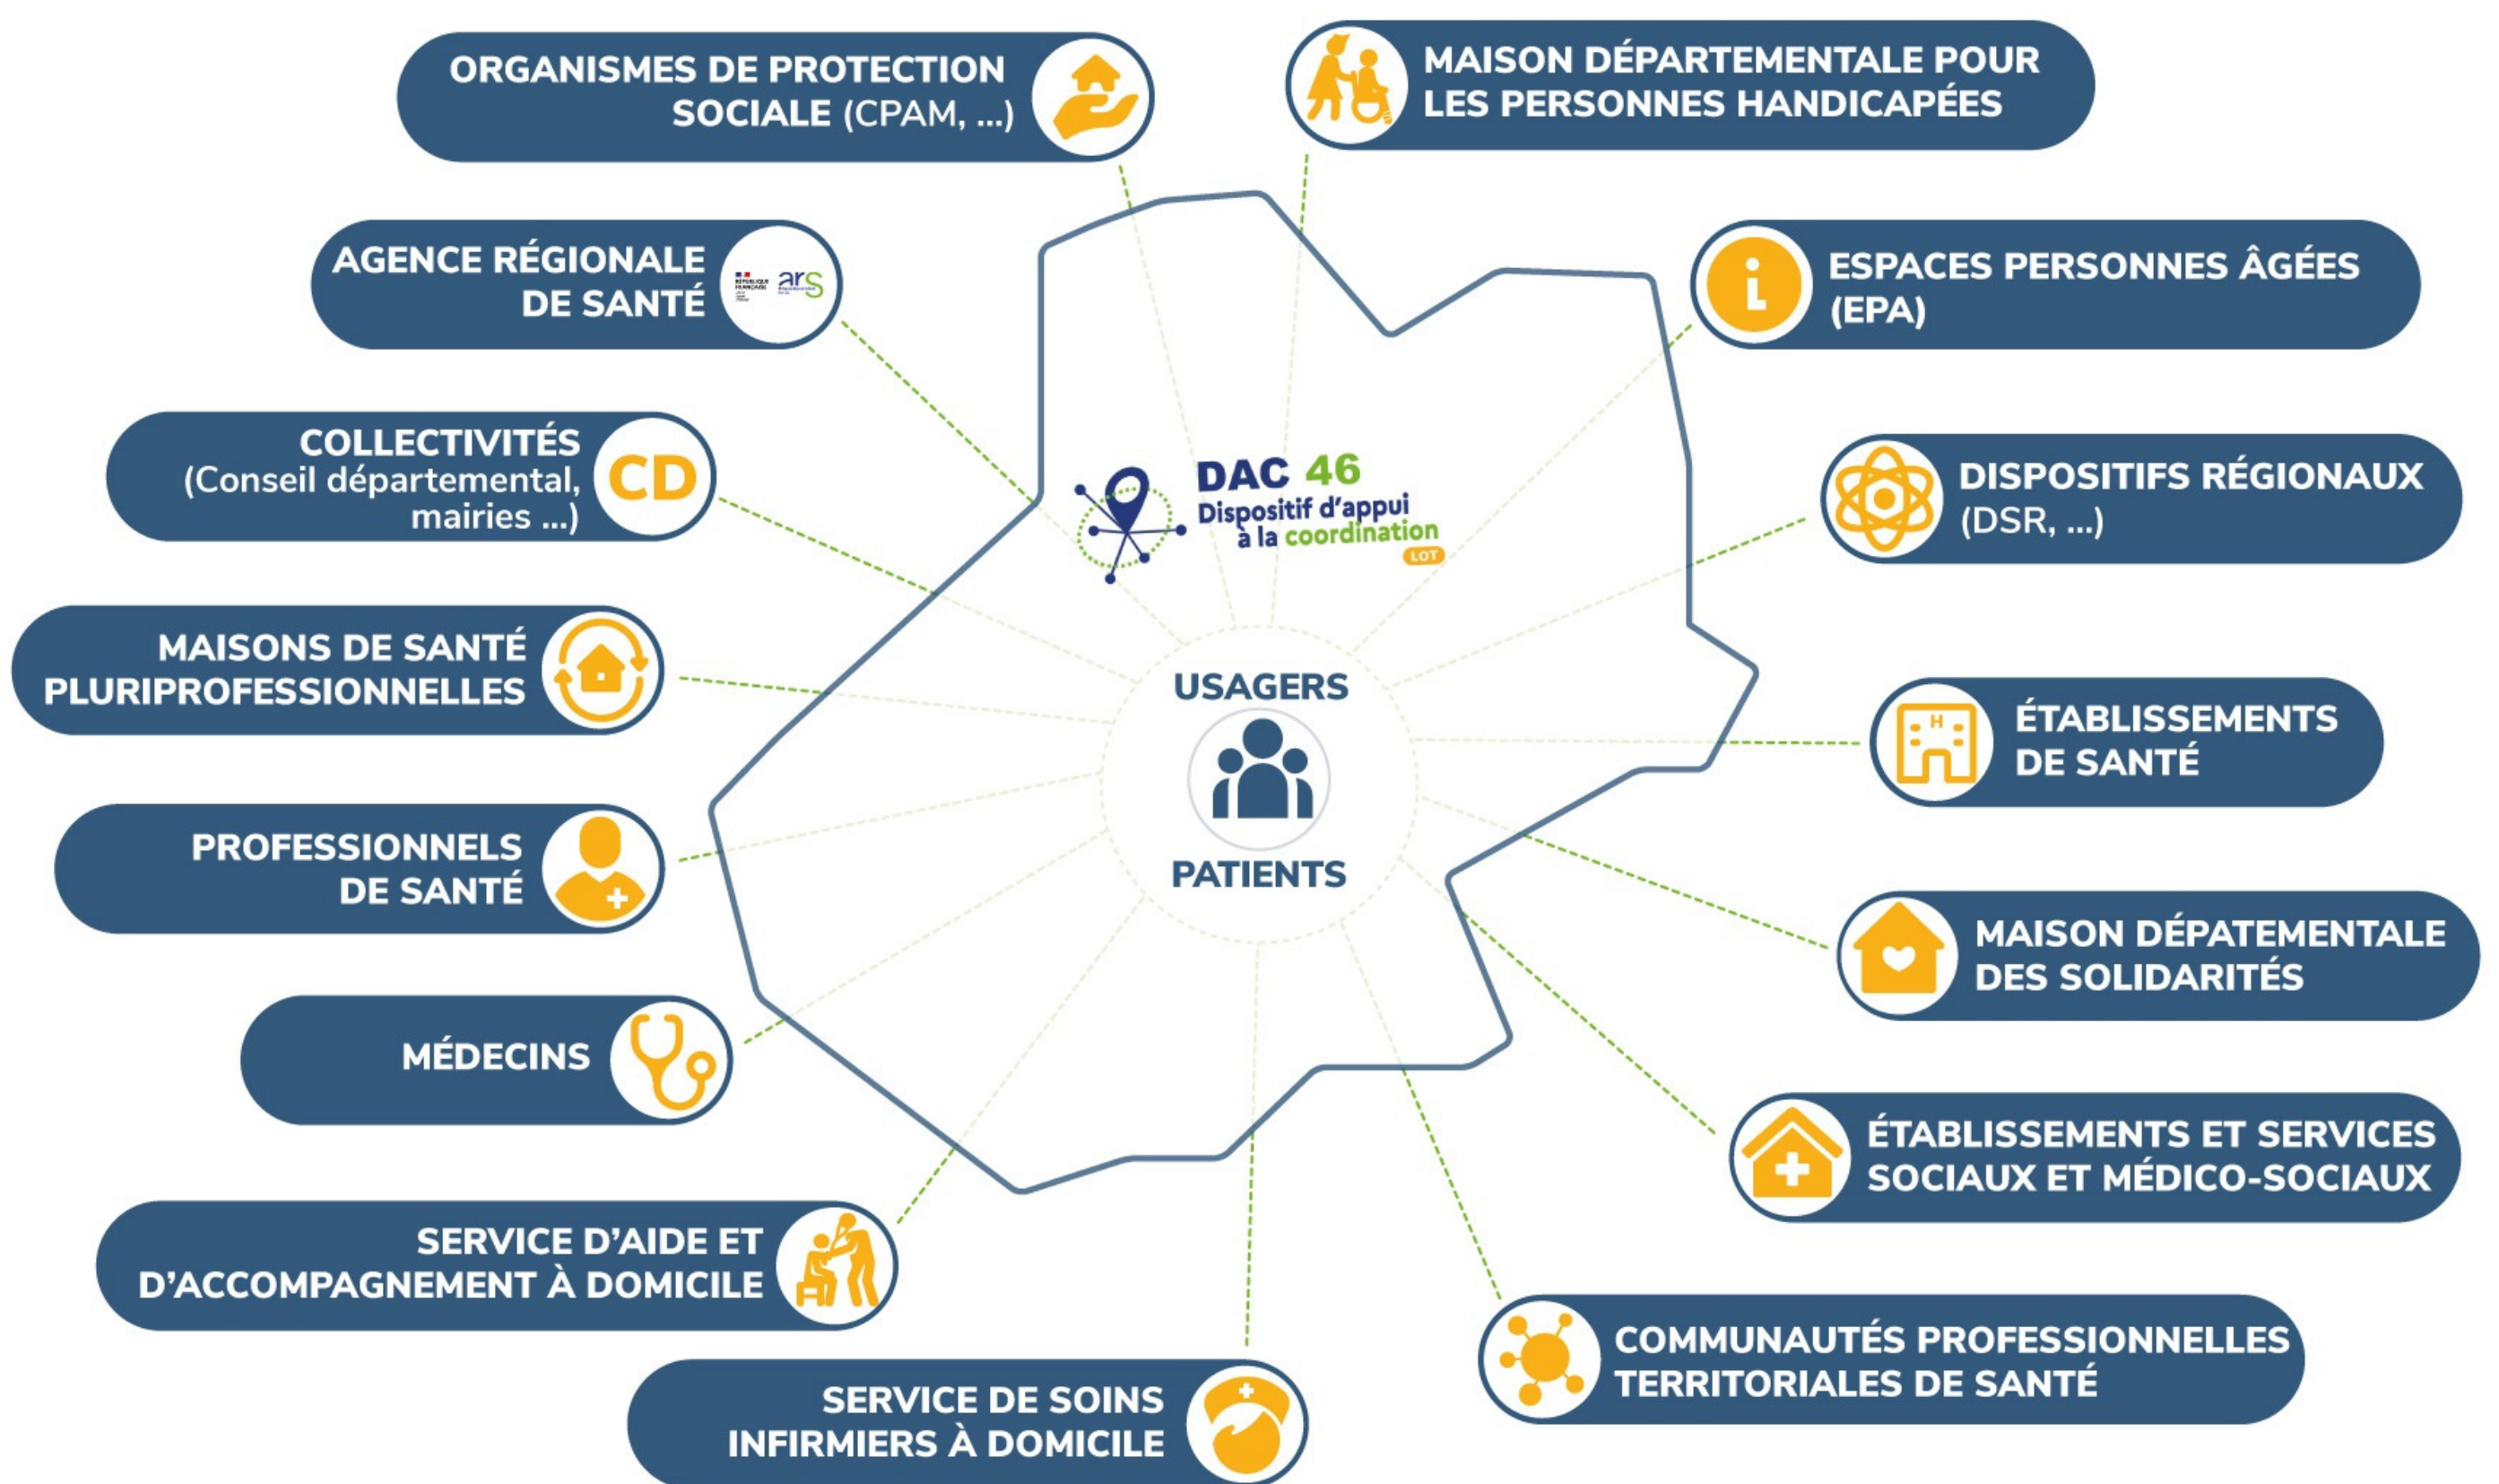 ORGANISMES DE PROTECTION
SOCIALE (CPAM, ...)
MAISON DÉPARTEMENTALE POUR
LES PERSONNES HANDICAPÉES
AGENCE RÉGIONALE
DE SANTÉ
ars
ESPACES PERSONNES ÂGÉES
(EPA)
COLLECTIVITÉS
(Conseil départemental,
mairies ...)
CD
DAC 46
Dispositif d'appui
à la coordination
LOT
DISPOSITIFS RÉGIONAUX
(DSR, ...)
MAISONS DE SANTÉ
PLURIPROFESSIONNELLES
USAGERS
PATIENTS
H
ÉTABLISSEMENTS
DE SANTÉ
PROFESSIONNELS
DE SANTÉ
MAISON DÉPATEMENTALE
DES SOLIDARITÉS
MÉDECINS
ÉTABLISSEMENTS ET SERVICES
SOCIAUX ET MÉDICO-SOCIAUX
SERVICE D'AIDE ET
D'ACCOMPAGNEMENT À DOMICILE
COMMUNAUTÉS PROFESSIONNELLES
TERRITORIALES DE SANTÉ
SERVICE DE SOINS
INFIRMIERS À DOMICILE